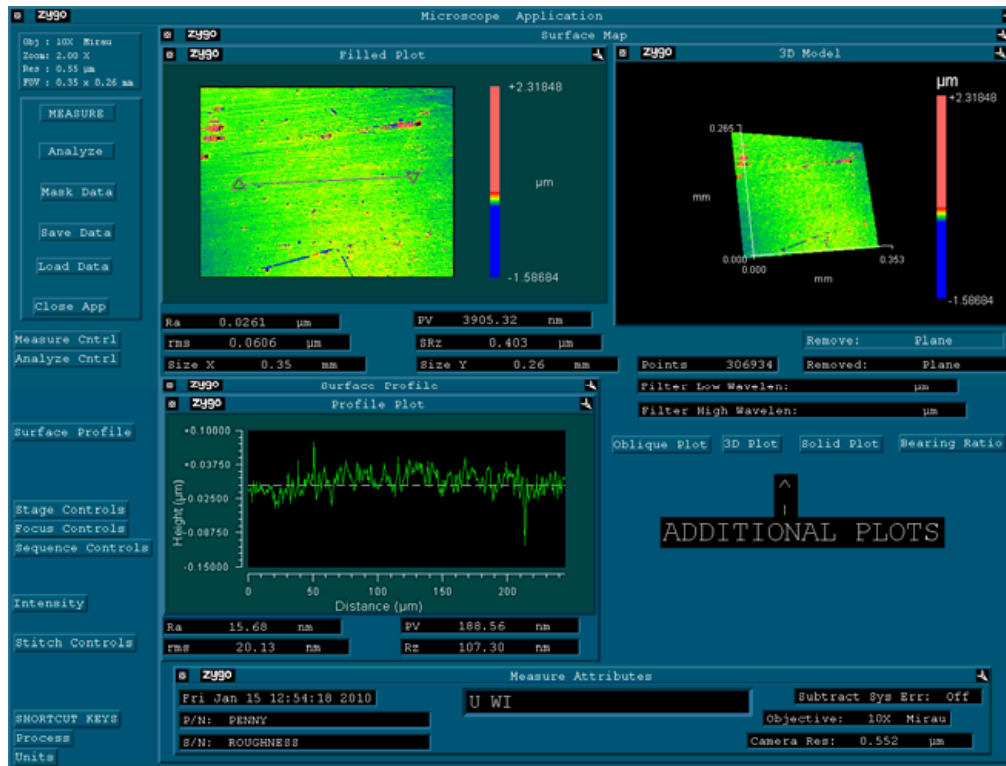 zygo Microscope Application
Obj : 10X Mirau
Zoom: 2.00 X
Res : 0.55 µm
FOV : 0.35 x 0.26 mm
MEASURE
Analyze
Mask Data
Save Data
Load Data
Close App
Measure Cntrl
Analyze Cntrl
Surface Profile
Stage Controls
Focus Controls
Sequence Controls
Intensity
Stitch Controls
SHORTCUT KEYS
Process
Units
zygo Surface Map
zygo Filled Plot
+2.31848
µm
-1.58684
zygo 3D Model
µm
+2.31848
0.265
mm
0.000
0.000
mm
0.353
-1.58684
Ra 0.0261 µm
PV 3905.32 nm
rms 0.0606 µm
SRz 0.403 µm
Size X 0.35 mm
Size Y 0.26 mm
Remove: Plane
Points 306934
Removed: Plane
Filter Low Wavelen: µm
Filter High Wavelen: µm
Oblique Plot
3D Plot
Solid Plot
Bearing Ratio
ADDITIONAL PLOTS
zygo Surface Profile
zygo Profile Plot
+0.10000
+0.03750
-0.02500
-0.08750
-0.15000
Height (µm)
0 50 100 150 200
Distance (µm)
Ra 15.68 nm
PV 188.56 nm
rms 20.13 nm
Rz 107.30 nm
zygo Measure Attributes
Fri Jan 15 12:54:18 2010
P/N: PENNY
S/N: ROUGHNESS
U WI
Subtract Sys Err: Off
Objective: 10X Mirau
Camera Res: 0.552 µm